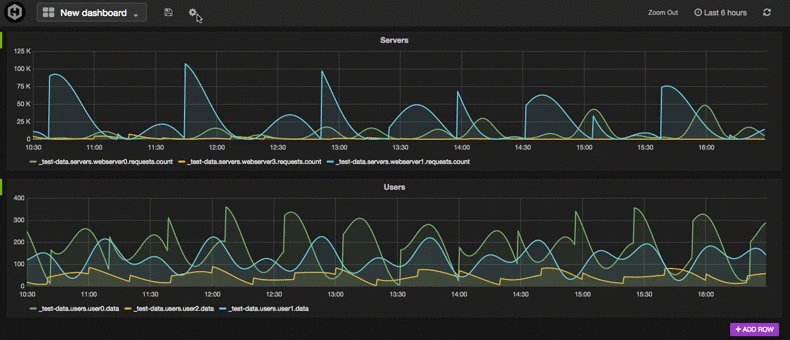 New dashboard
Zoom Out
Last 6 hours
Servers
125 K
100 K
75 K
50 K
25 K
0
10:30 11:00 11:30 12:00 12:30 13:00 13:30 14:00 14:30 15:00 15:30 16:00
_test-data.servers.webserver0.requests.count _test-data.servers.webserver3.requests.count _test-data.servers.webserver1.requests.count
Users
400
300
200
100
0
10:30 11:00 11:30 12:00 12:30 13:00 13:30 14:00 14:30 15:00 15:30 16:00
_test-data.users.user0.data _test-data.users.user2.data _test-data.users.user1.data
+ ADD ROW